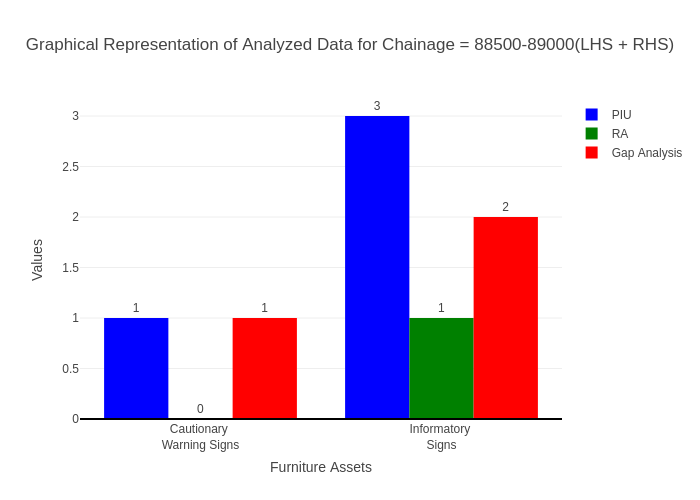 Graphical Representation of Analyzed Data for Chainage = 88500-89000(LHS + RHS)
PIU
RA
Gap Analysis
3
2.5
2
1.5
1
0.5
0
Values
1
0
1
3
1
2
Cautionary
Warning Signs
Informatory
Signs
Furniture Assets